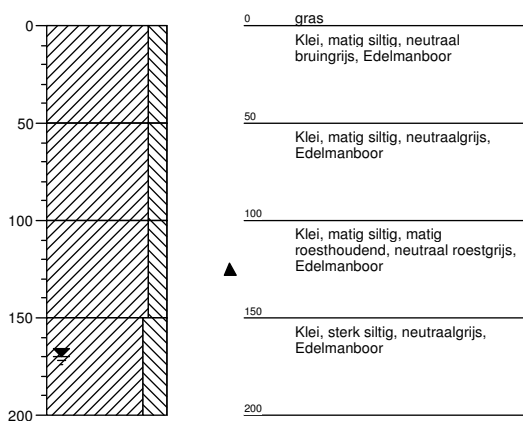 0
50
100
150
200
0
gras
Klei, matig siltig, neutraal
bruingrijs, Edelmanboor
50
Klei, matig siltig, neutraalgrijs,
Edelmanboor
100
Klei, matig siltig, matig
roesthoudend, neutraal roestgrijs,
Edelmanboor
150
Klei, sterk siltig, neutraalgrijs,
Edelmanboor
200